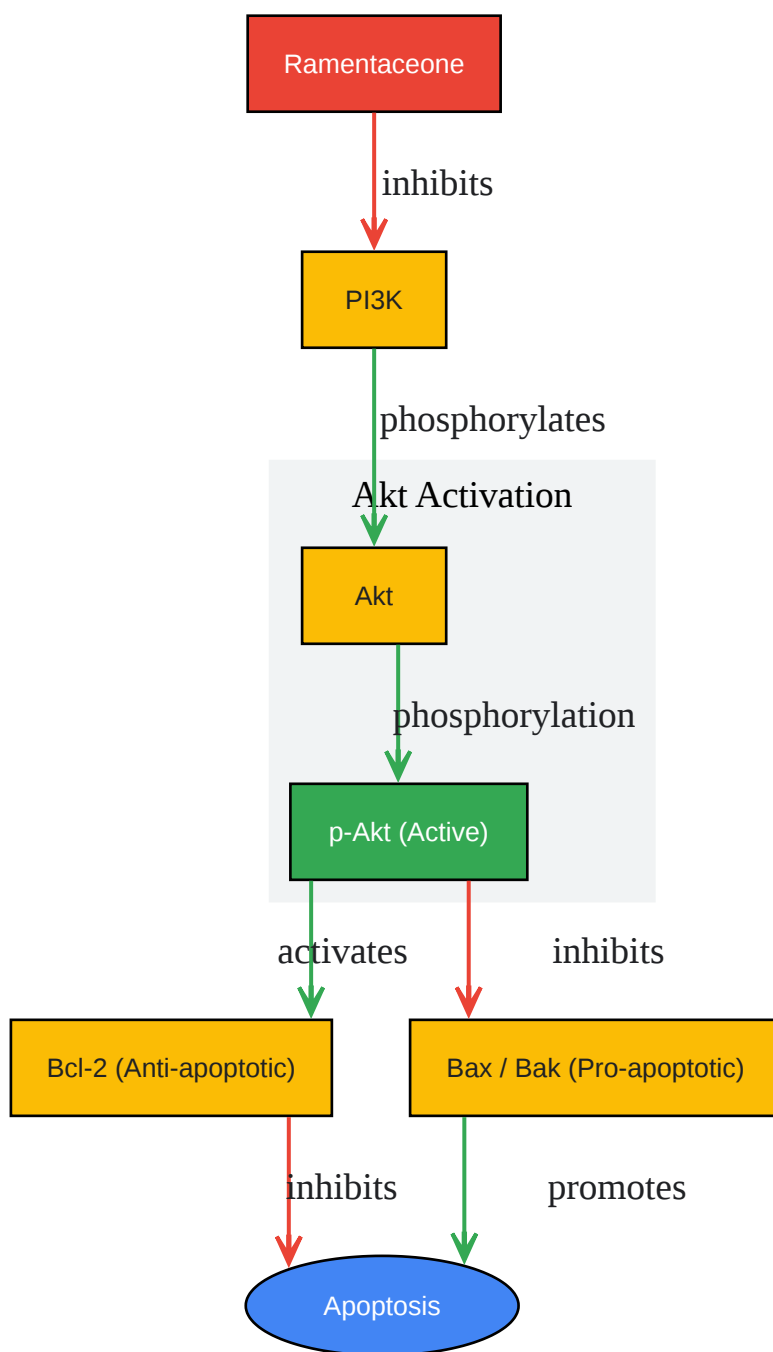 Ramentaceone
inhibits
PI3K
phosphorylates
Akt Activation
Akt
phosphorylation
p-Akt (Active)
activates
inhibits
Bcl-2 (Anti-apoptotic)
Bax / Bak (Pro-apoptotic)
inhibits
promotes
Apoptosis